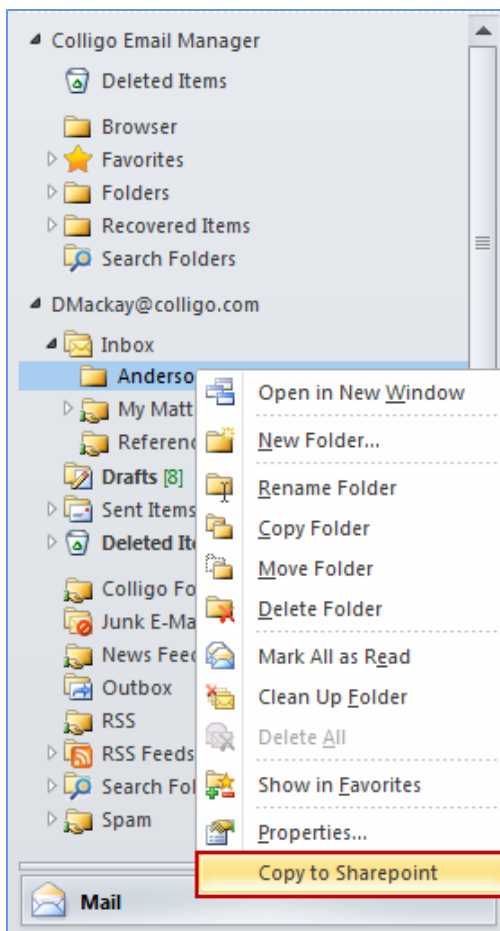 Colligo Email Manager
Deleted Items
Browser
Favorites
Folders
Recovered Items
Search Folders
DMackay@colligo.com
Inbox
Anderso
My Matt
Referenc
Drafts [8]
Sent Items
Deleted Ite
Colligo Fo
Junk E-Ma
News Feed
Outbox
RSS
RSS Feeds
Search Fol
Spam
Mail
Open in New Window
New Folder...
Rename Folder
Copy Folder
Move Folder
Delete Folder
Mark All as Read
Clean Up Folder
Delete All
Show in Favorites
Properties...
Copy to Sharepoint